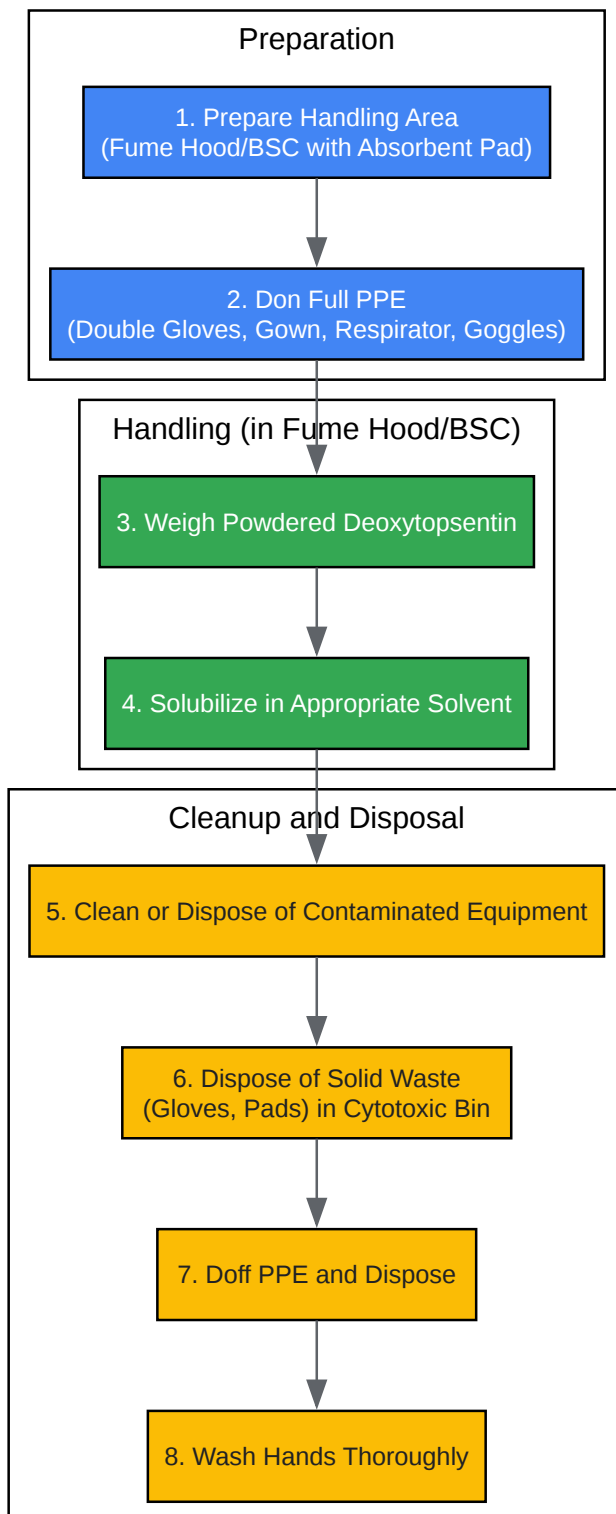 Preparation
1. Prepare Handling Area
(Fume Hood/BSC with Absorbent Pad)
2. Don Full PPE
(Double Gloves, Gown, Respirator, Goggles)
Handling (in Fume Hood/BSC)
3. Weigh Powdered Deoxytopsentin
4. Solubilize in Appropriate Solvent
Cleanup and Disposal
5. Clean or Dispose of Contaminated Equipment
6. Dispose of Solid Waste
(Gloves, Pads) in Cytotoxic Bin
7. Doff PPE and Dispose
8. Wash Hands Thoroughly